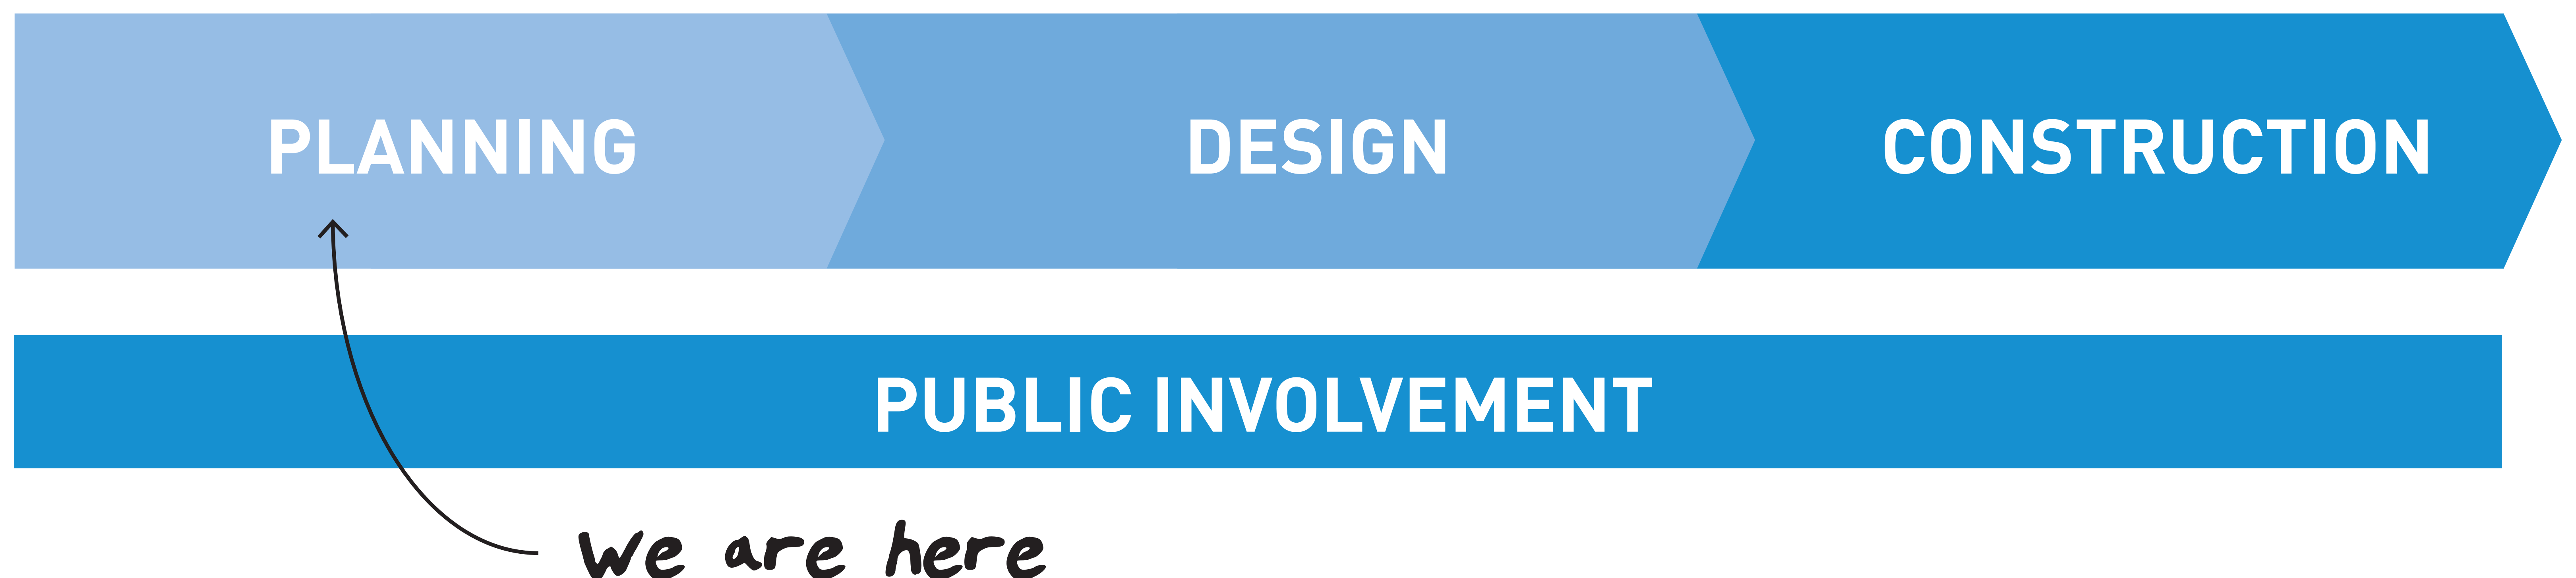 PLANNING
DESIGN
CONSTRUCTION
PUBLIC INVOLVEMENT
we are here